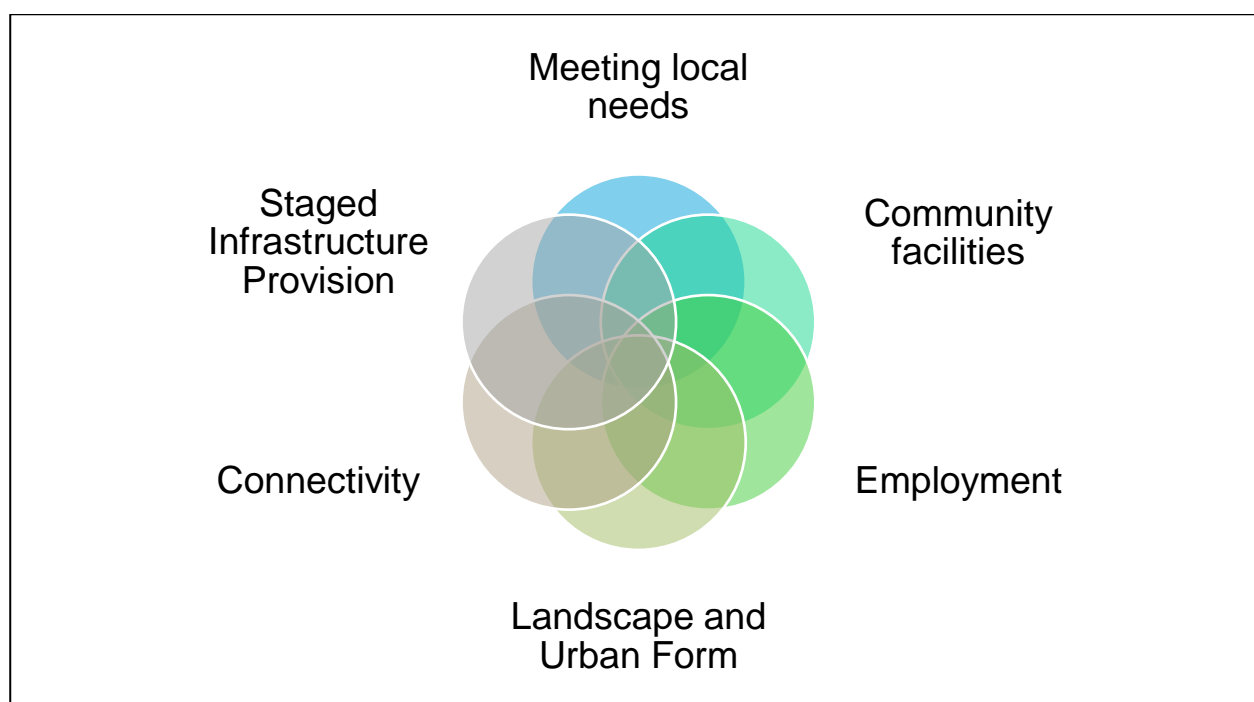 Meeting local
needs
Staged
Infrastructure
Provision
Community
facilities
Connectivity
Employment
Landscape and
Urban Form